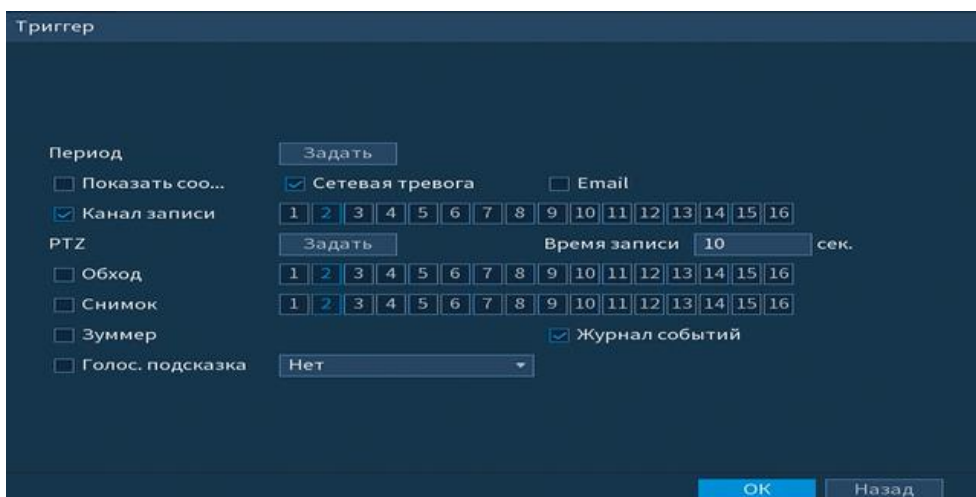 Триггер
Период Задать
Показать соо... Сетевая тревога Email
Канал записи 1 2 3 4 5 6 7 8 9 10 11 12 13 14 15 16
PTZ Задать Время записи 10 сек.
Обход 1 2 3 4 5 6 7 8 9 10 11 12 13 14 15 16
Снимок 1 2 3 4 5 6 7 8 9 10 11 12 13 14 15 16
Зуммер Журнал событий
Голос. подсказка Нет
ОК Назад